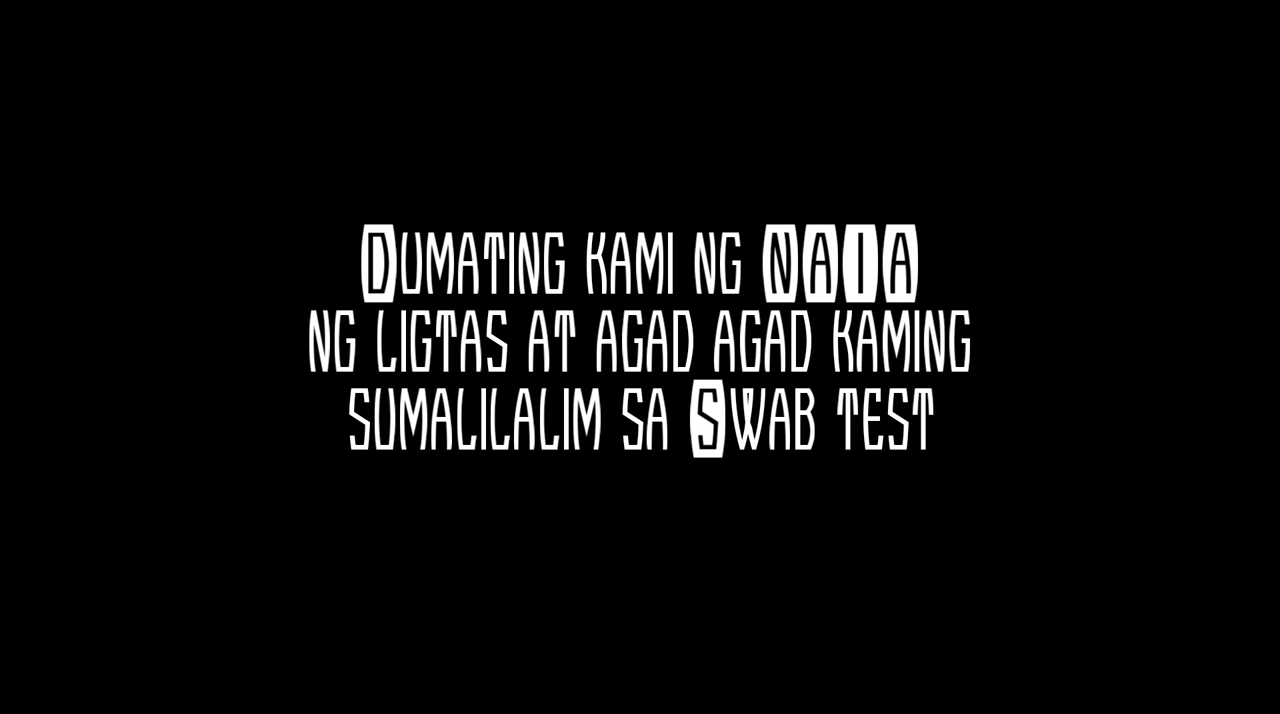 Dumating kami ng NAIA
ng ligtas at agad agad kaming
sumalilalim sa Swab test